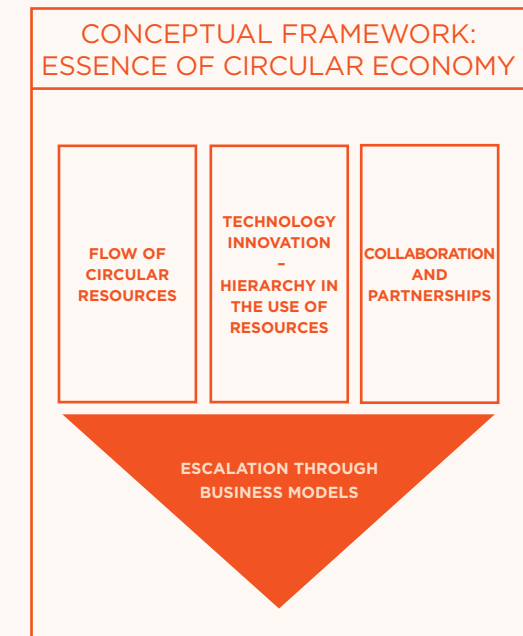 CONCEPTUAL FRAMEWORK:
ESSENCE OF CIRCULAR ECONOMY
FLOW OF
CIRCULAR
RESOURCES
TECHNOLOGY
INNOVATION
–
HIERARCHY IN
THE USE OF
RESOURCES
COLLABORATION
AND
PARTNERSHIPS
ESCALATION THROUGH
BUSINESS MODELS